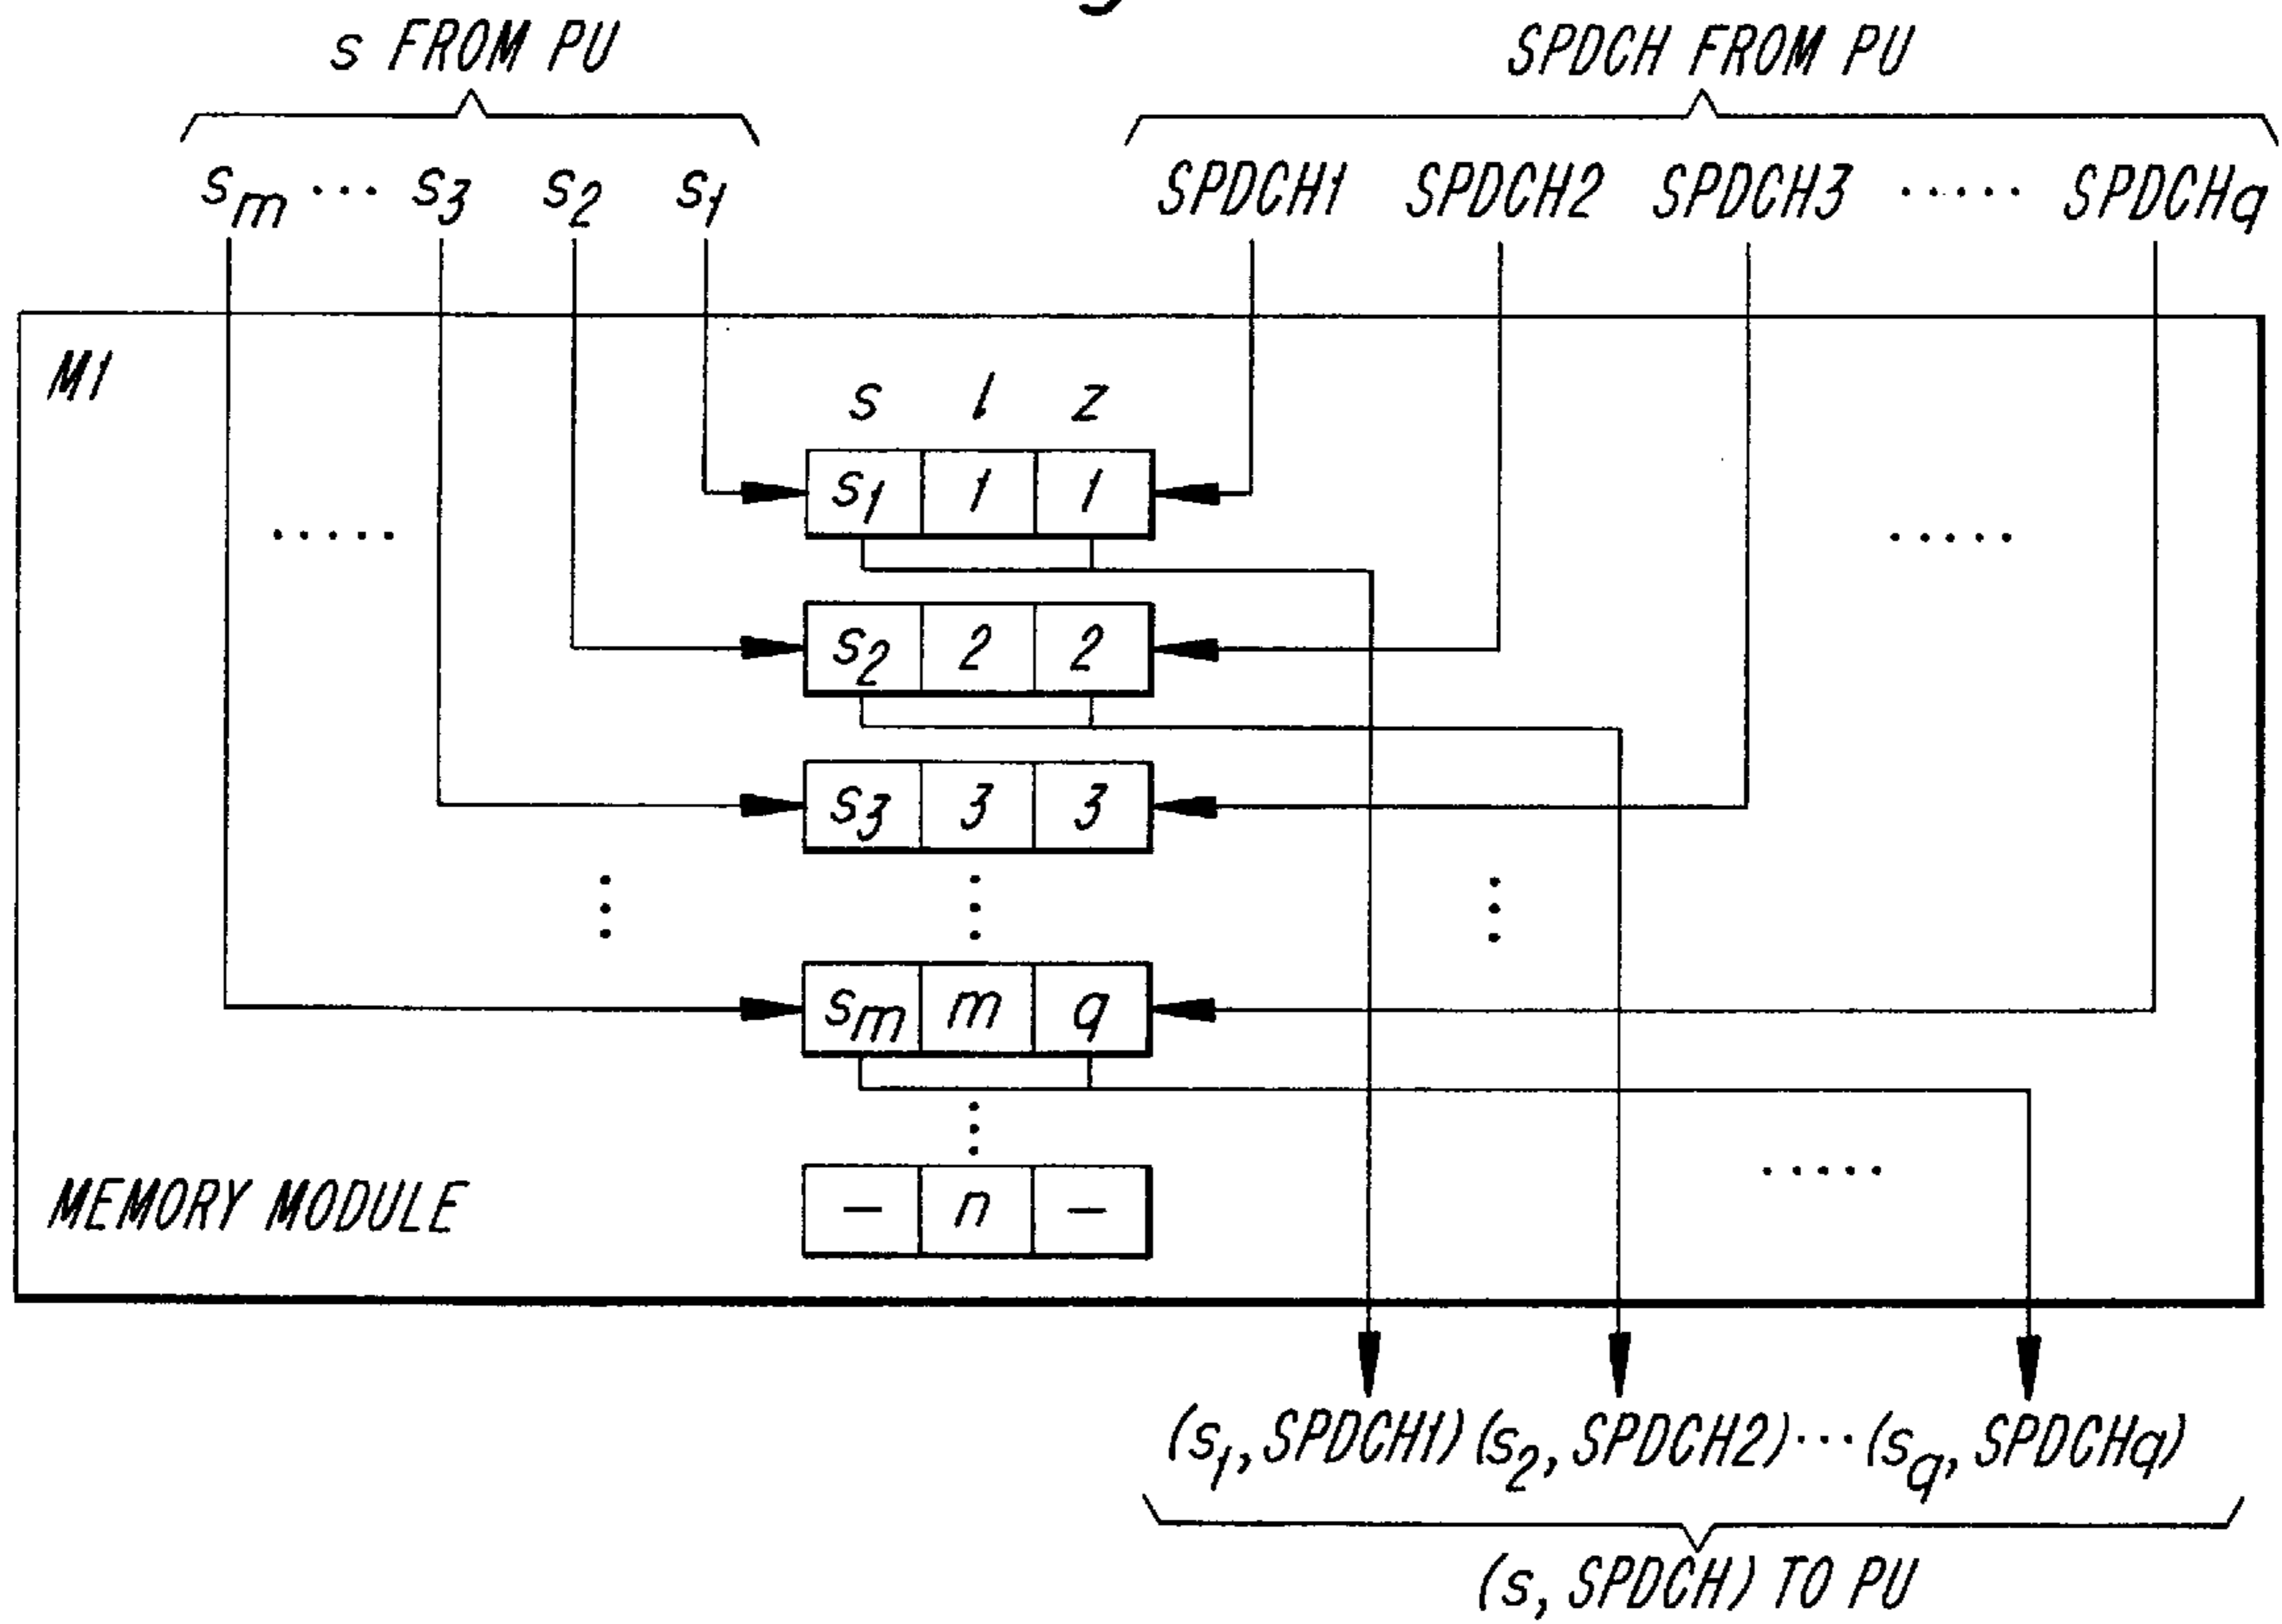 s FROM PU
SPDCH FROM PU
sm ··· s3 s2 s1
SPDCH1 SPDCH2 SPDCH3 ····· SPDCHq
M1
s l z
s1 1 1
s2 2 2
s3 3 3
sm m q
– n –
MEMORY MODULE
(s1, SPDCH1) (s2, SPDCH2) ··· (sq, SPDCHq)
(s, SPDCH) TO PU